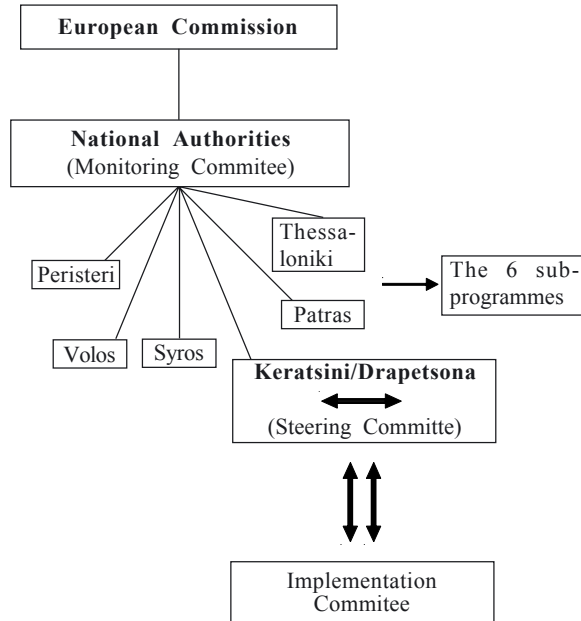 European Commission
National Authorities
(Monitoring Commitee)
Thessa-
loniki
Peristeri
The 6 sub-
programmes
Patras
Volos
Syros
Keratsini/Drapetsona
(Steering Committe)
Implementation
Commitee